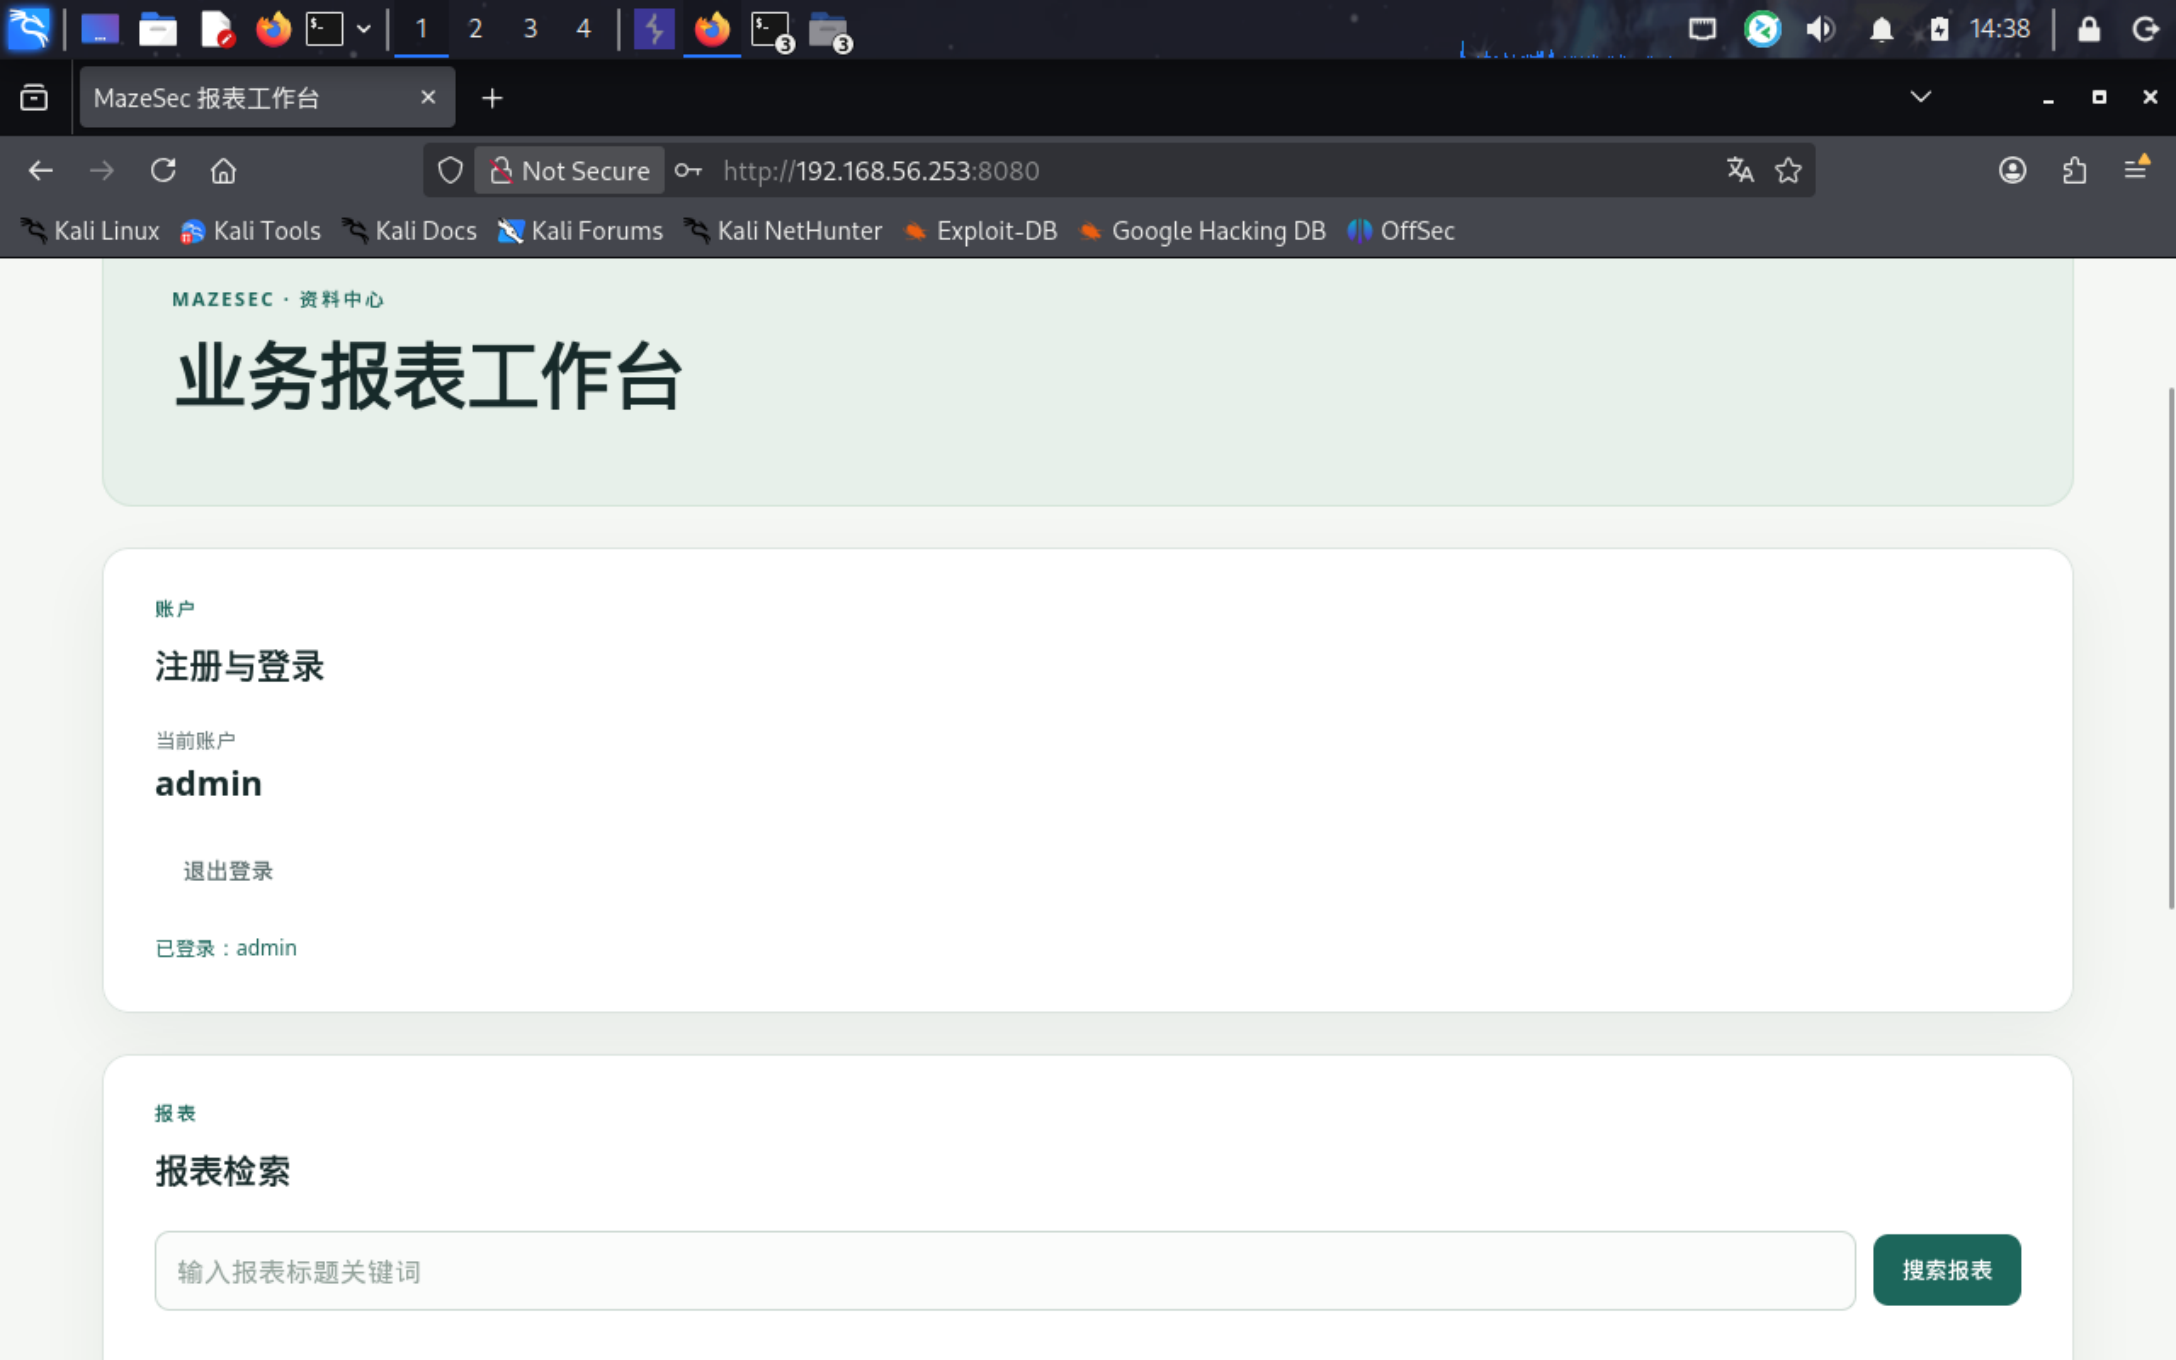 1 2 3 4 3 3 14:38
MazeSec 报表工作台
Not Secure http://192.168.56.253:8080
Kali Linux Kali Tools Kali Docs Kali Forums Kali NetHunter Exploit-DB Google Hacking DB OffSec
MAZESEC · 资料中心
业务报表工作台
账户
注册与登录
当前账户
admin
退出登录
已登录：admin
报表
报表检索
输入报表标题关键词 搜索报表